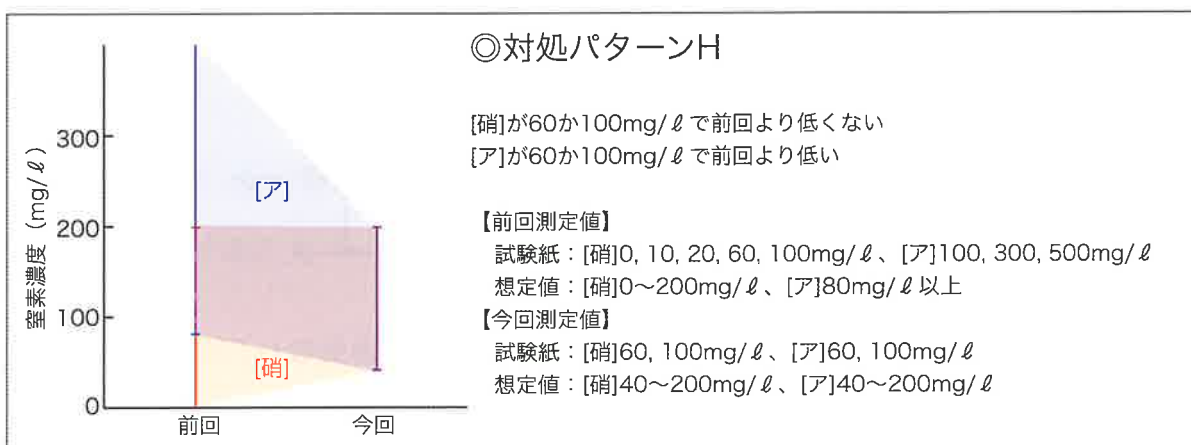 ◎対処パターンH
[硝]が60か100mg/ℓで前回より低くない
[ア]が60か100mg/ℓで前回より低い
【前回測定値】
試験紙：[硝]0, 10, 20, 60, 100mg/ℓ、[ア]100, 300, 500mg/ℓ
想定値：[硝]0～200mg/ℓ、[ア]80mg/ℓ以上
【今回測定値】
試験紙：[硝]60, 100mg/ℓ、[ア]60, 100mg/ℓ
想定値：[硝]40～200mg/ℓ、[ア]40～200mg/ℓ
窒素濃度（mg/ℓ）
300
200
100
0
[ア]
[硝]
前回
今回